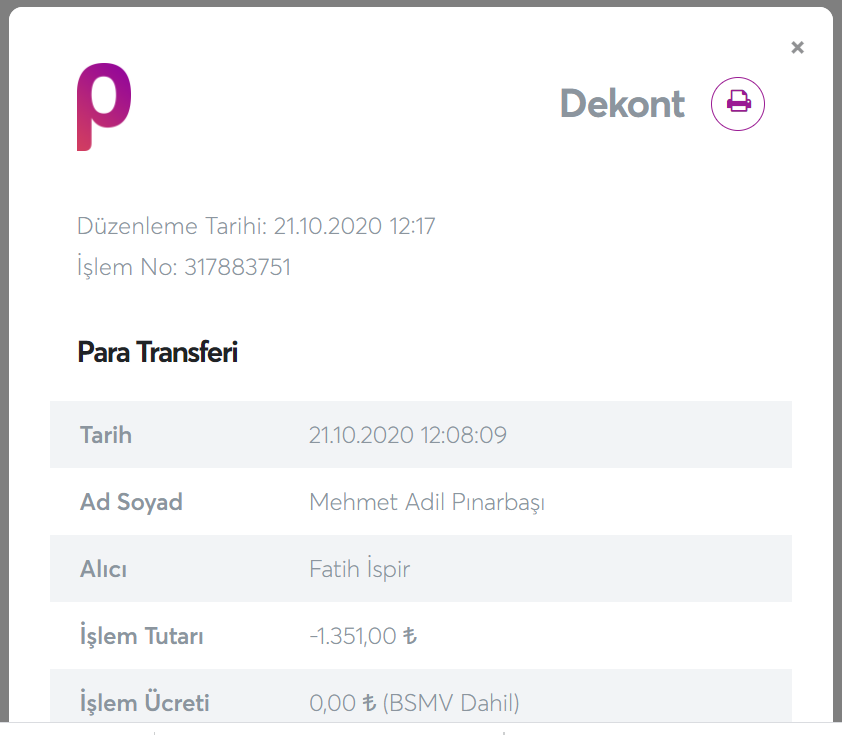 Dekont
Düzenleme Tarihi: 21.10.2020 12:17
İşlem No: 317883751
Para Transferi
Tarih 21.10.2020 12:08:09
Ad Soyad Mehmet Adil Pınarbaşı
Alıcı Fatih İspir
İşlem Tutarı -1.351,00 ₺
İşlem Ücreti 0,00 ₺ (BSMV Dahil)